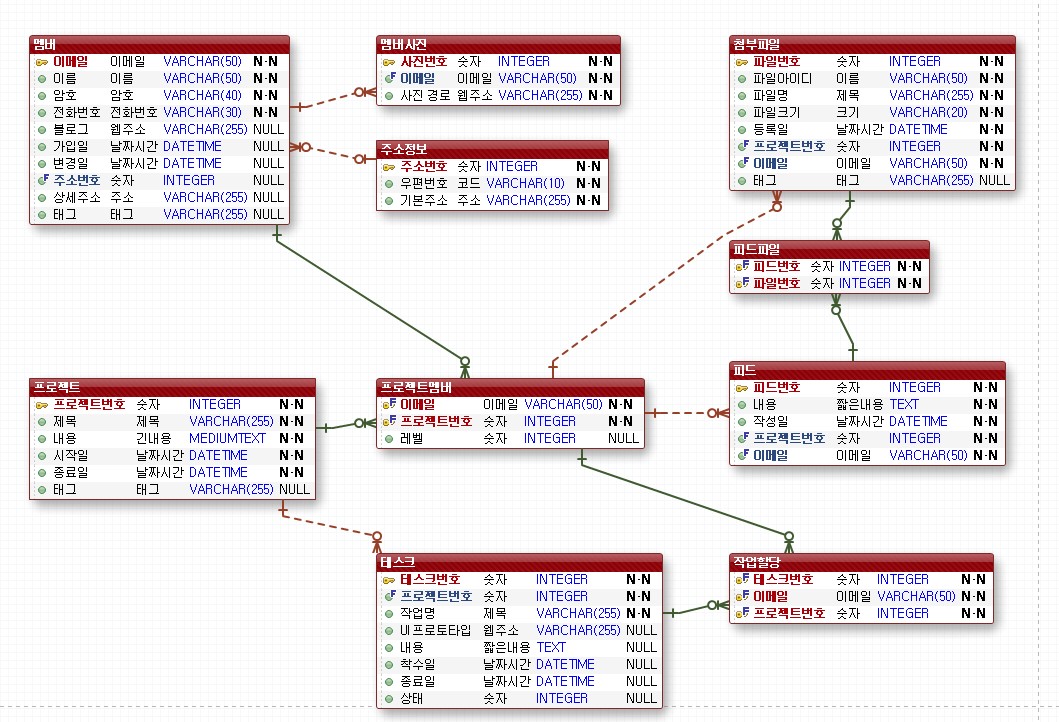 멤버
이메일 이메일 VARCHAR(50) N-N
이름 이름 VARCHAR(50) N-N
암호 암호 VARCHAR(40) N-N
전화번호 전화번호 VARCHAR(30) N-N
블로그 웹주소 VARCHAR(255) NULL
가입일 날짜시간 DATETIME NULL
변경일 날짜시간 DATETIME NULL
주소번호 숫자 INTEGER NULL
상세주소 주소 VARCHAR(255) NULL
태그 태그 VARCHAR(255) NULL
멤버사진
사진번호 숫자 INTEGER N-N
이메일 이메일 VARCHAR(50) N-N
사진 경로 웹주소 VARCHAR(255) N-N
주소정보
주소번호 숫자 INTEGER N-N
우편번호 코드 VARCHAR(10) N-N
기본주소 주소 VARCHAR(255) N-N
첨부파일
파일번호 숫자 INTEGER N-N
파일아이디 이름 VARCHAR(50) N-N
파일명 제목 VARCHAR(255) N-N
파일크기 크기 VARCHAR(20) N-N
등록일 날짜시간 DATETIME N-N
프로젝트번호 숫자 INTEGER N-N
이메일 이메일 VARCHAR(50) N-N
태그 태그 VARCHAR(255) NULL
피드파일
피드번호 숫자 INTEGER N-N
파일번호 숫자 INTEGER N-N
프로젝트
프로젝트번호 숫자 INTEGER N-N
제목 제목 VARCHAR(255) N-N
내용 긴내용 MEDIUMTEXT N-N
시작일 날짜시간 DATETIME N-N
종료일 날짜시간 DATETIME N-N
태그 태그 VARCHAR(255) NULL
프로젝트멤버
이메일 이메일 VARCHAR(50) N-N
프로젝트번호 숫자 INTEGER N-N
레벨 숫자 INTEGER NULL
피드
피드번호 숫자 INTEGER N-N
내용 짧은내용 TEXT N-N
작성일 날짜시간 DATETIME N-N
프로젝트번호 숫자 INTEGER N-N
이메일 이메일 VARCHAR(50) N-N
테스크
테스크번호 숫자 INTEGER N-N
프로젝트번호 숫자 INTEGER N-N
작업명 제목 VARCHAR(255) N-N
UI프로토타입 웹주소 VARCHAR(255) NULL
내용 짧은내용 TEXT NULL
착수일 날짜시간 DATETIME NULL
종료일 날짜시간 DATETIME NULL
상태 숫자 INTEGER NULL
작업할당
테스크번호 숫자 INTEGER N-N
이메일 이메일 VARCHAR(50) N-N
프로젝트번호 숫자 INTEGER N-N